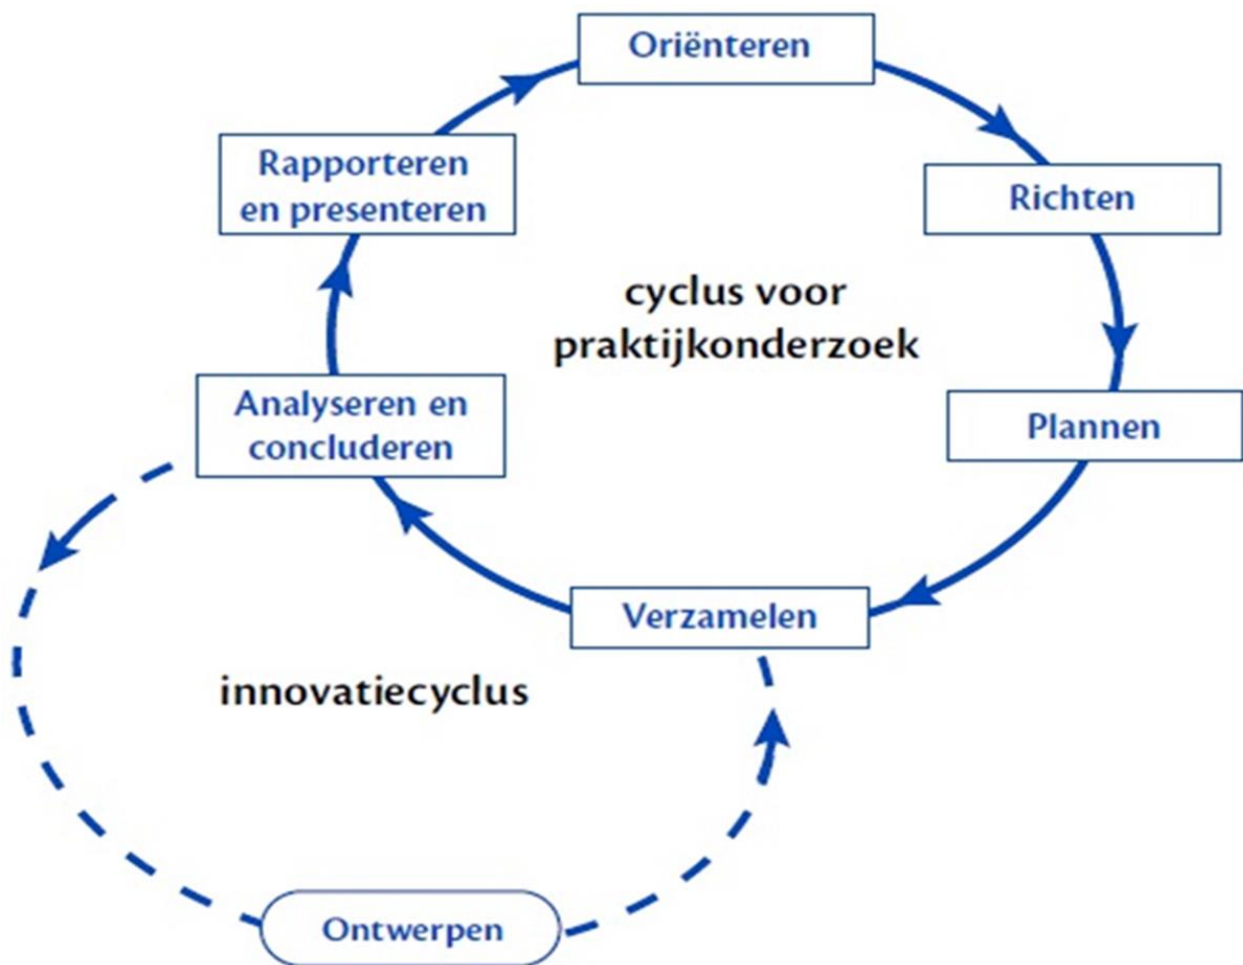 Oriënteren
Rapporteren
en presenteren
Richten
cyclus voor
praktijkonderzoek
Analyseren en
concluderen
Plannen
Verzamelen
innovatiecyclus
Ontwerpen